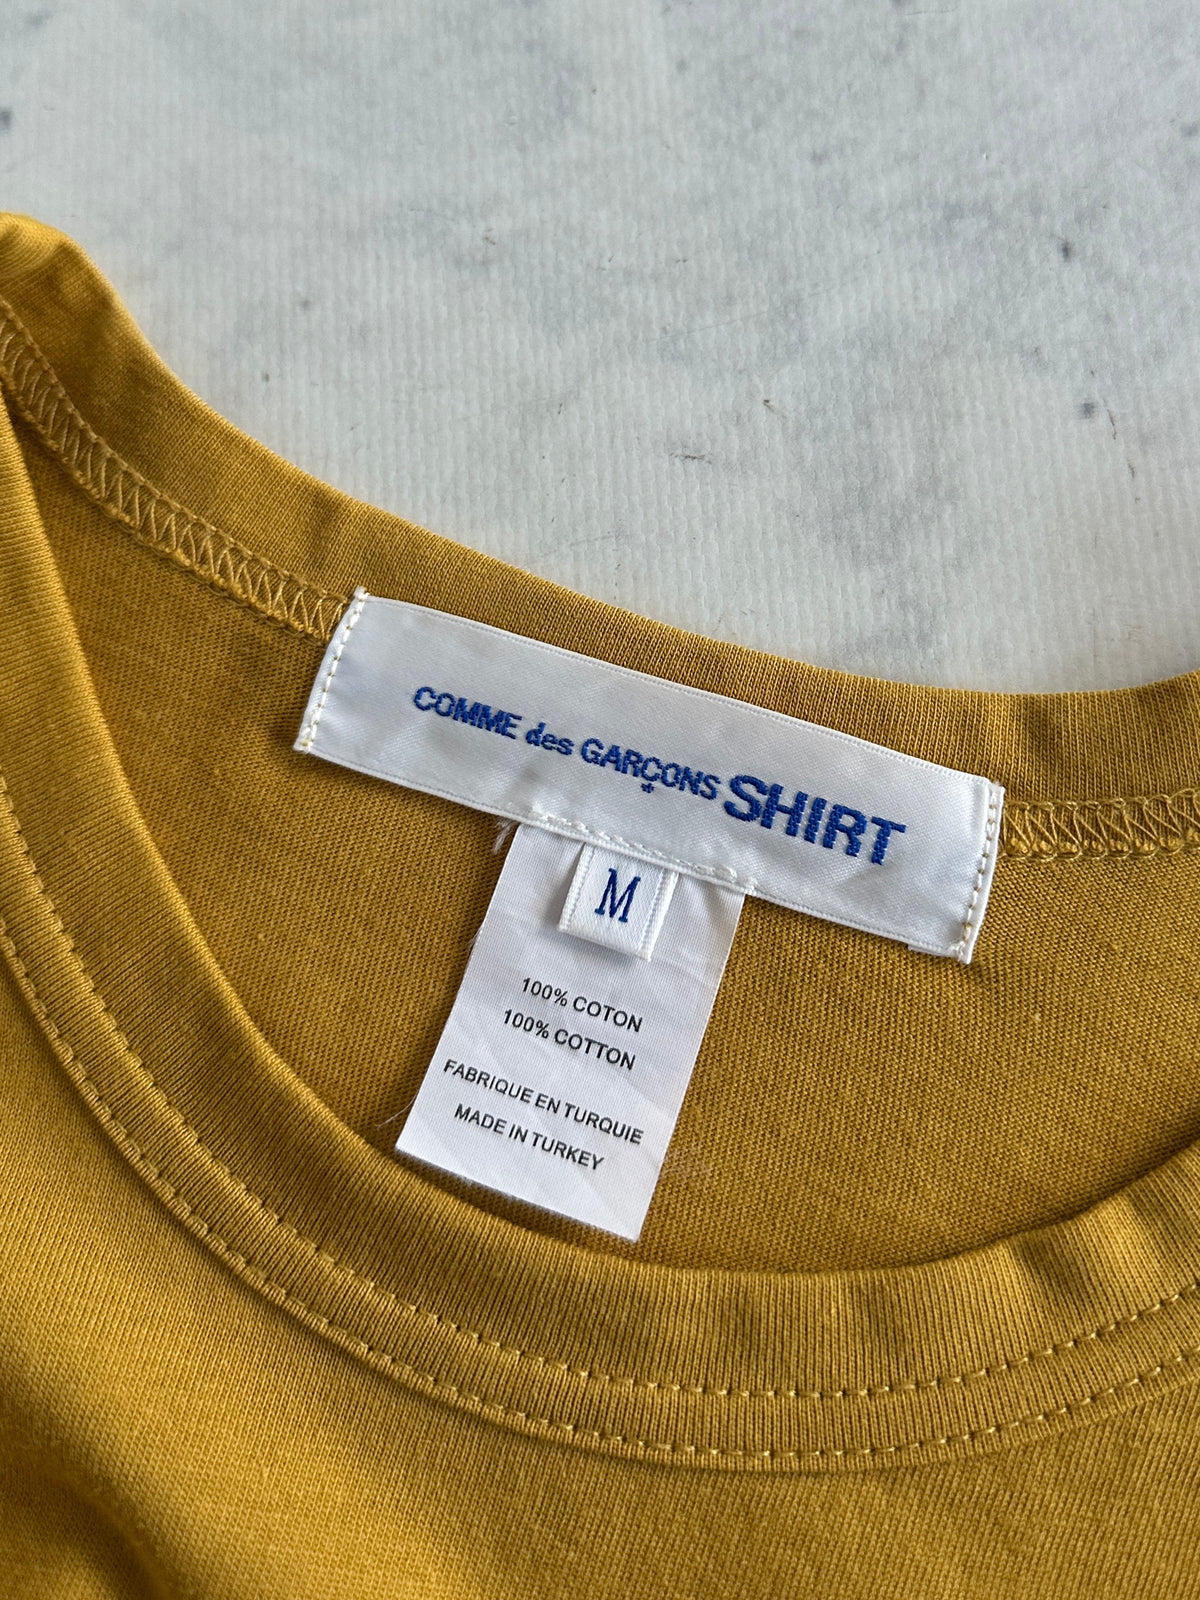 COMME des GARÇONS SHIRT
M
100% COTON
100% COTTON
FABRIQUE EN TURQUIE
MADE IN TURKEY